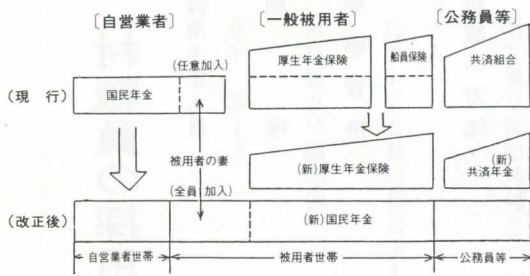 〔自営業者〕 〔一般被用者〕 〔公務員等〕
(任意加入) 厚生年金保険 船員保険 共済組合
(現行) 国民年金
被用者の妻
(新)厚生年金保険 (新)共済年金
(全員加入)
(改正後) (新)国民年金
自営業者世帯 被用者世帯 公務員等